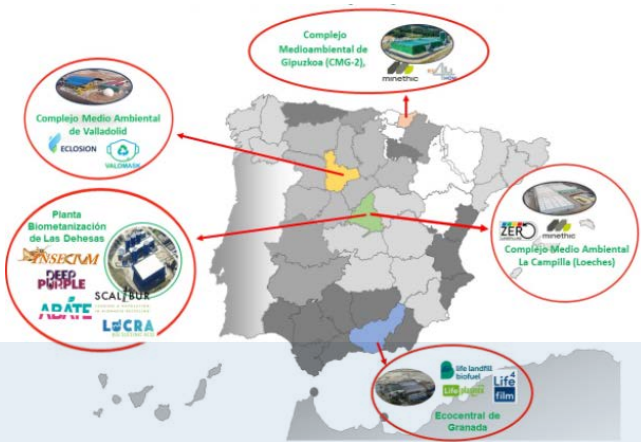 Complejo
Medioambiental de
Gipuzkoa (CMG-2),
minethic
Complejo Medio Ambiental
de Valladolid
ECLOSION
VALOMASK
Planta
Biometanización
de Las Dehesas
INSECTUM
DEEP
PURPLE
SCALIBUR
ABATE
LUCRA
ZERO
minethic
Complejo Medio Ambiental
La Campilla (Loeches)
life landfill
biofuel
Life
4
Life
film
Ecocentral de
Granada